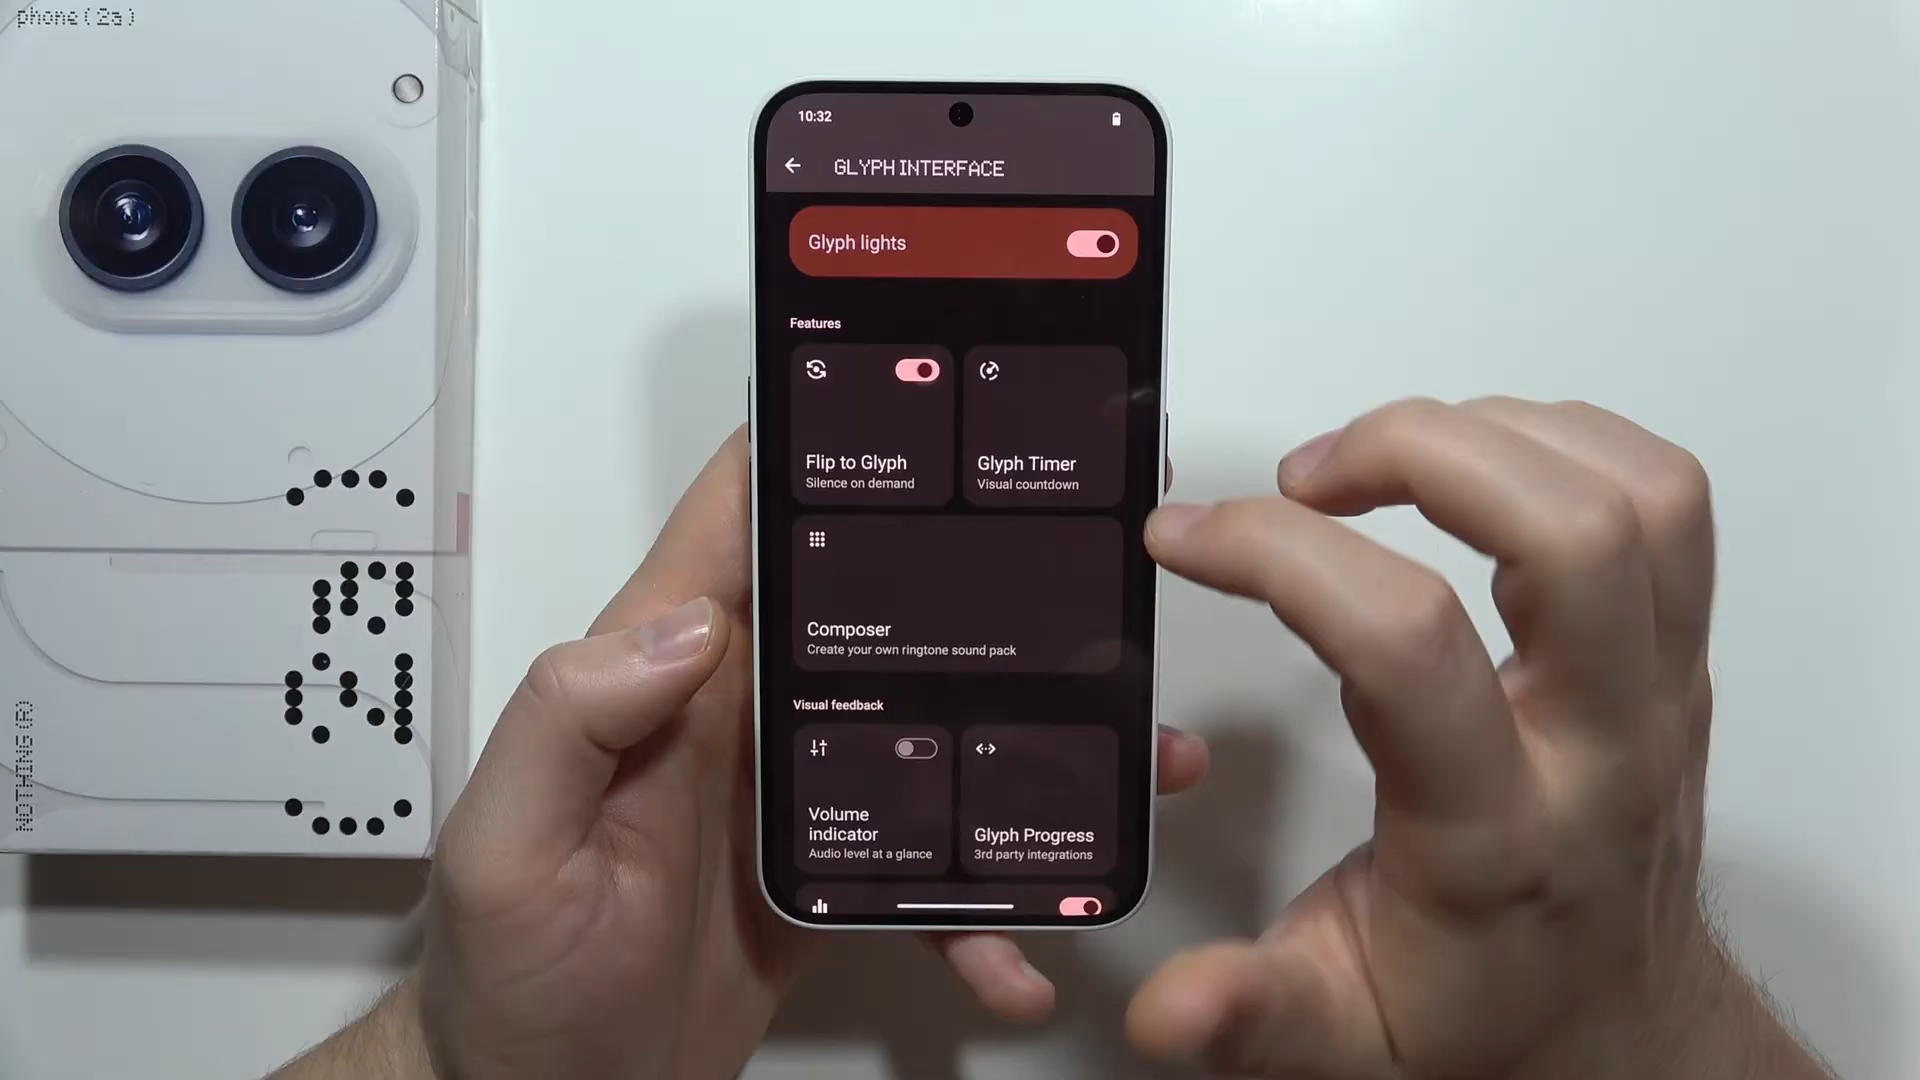 phone (2a)
NOTHING (R)
(2a)
10:32
GLYPH INTERFACE
Glyph lights
Features
Flip to Glyph
Silence on demand
Glyph Timer
Visual countdown
Composer
Create your own ringtone sound pack
Visual feedback
Volume
indicator
Audio level at a glance
Glyph Progress
3rd party integrations